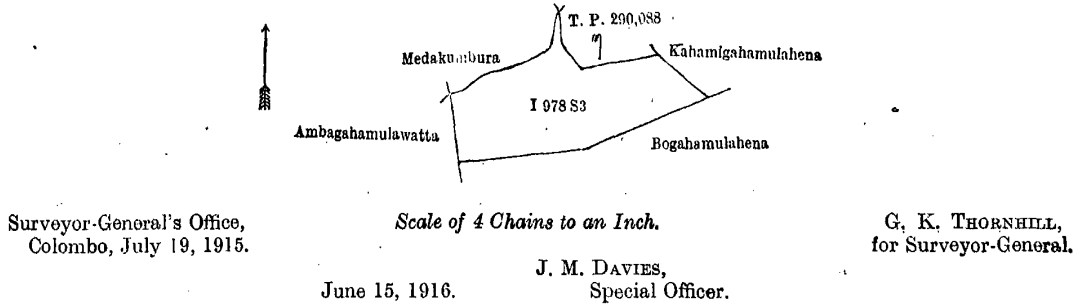 T. P. 290,088
Medakumbura
Kahamigahamulahena
I 978 S3
Ambagahamulawatta
Bogahamulahena
Surveyor-General's Office,
Colombo, July 19, 1915.
Scale of 4 Chains to an Inch.
G. K. THORNHILL,
for Surveyor-General.
J. M. DAVIES,
June 15, 1916. Special Officer.